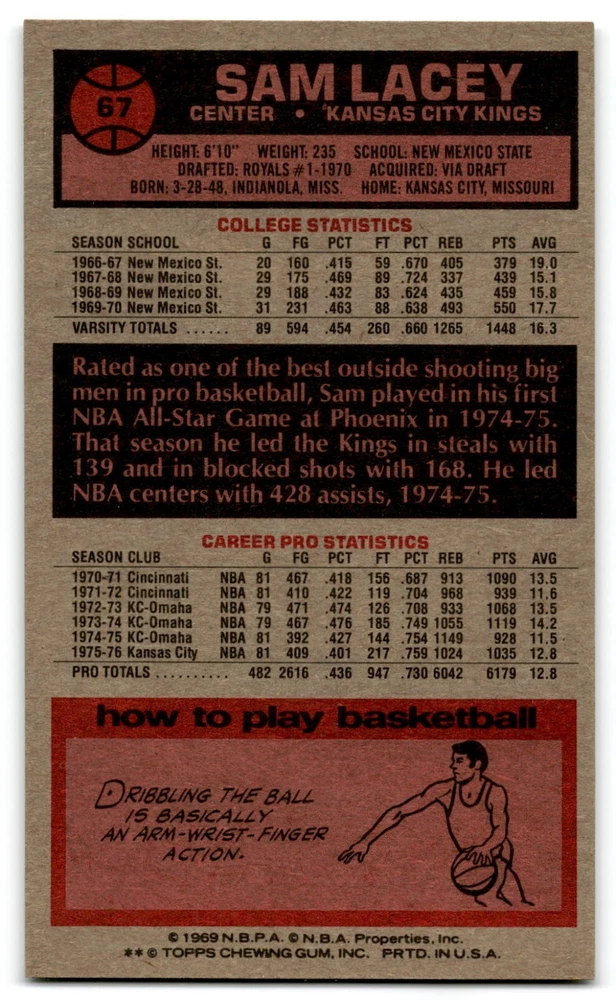 67
SAM LACEY
CENTER • KANSAS CITY KINGS
HEIGHT: 6'10" WEIGHT: 235 SCHOOL: NEW MEXICO STATE
DRAFTED: ROYALS #1-1970 ACQUIRED: VIA DRAFT
BORN: 3-28-48, INDIANOLA, MISS. HOME: KANSAS CITY, MISSOURI
COLLEGE STATISTICS
SEASON SCHOOL G FG PCT FT PCT REB PTS AVG
1966-67 New Mexico St. 20 160 .415 59 .670 405 379 19.0
1967-68 New Mexico St. 29 175 .469 89 .724 337 439 15.1
1968-69 New Mexico St. 29 188 .432 83 .624 435 459 15.8
1969-70 New Mexico St. 31 231 .463 88 .638 493 550 17.7
VARSITY TOTALS ...... 89 594 .454 260 .660 1265 1448 16.3
Rated as one of the best outside shooting big
men in pro basketball, Sam played in his first
NBA All-Star Game at Phoenix in 1974-75.
That season he led the Kings in steals with
139 and in blocked shots with 168. He led
NBA centers with 428 assists, 1974-75.
CAREER PRO STATISTICS
SEASON CLUB G FG PCT FT PCT REB PTS AVG
1970-71 Cincinnati NBA 81 467 .418 156 .687 913 1090 13.5
1971-72 Cincinnati NBA 81 410 .422 119 .704 968 939 11.6
1972-73 KC-Omaha NBA 79 471 .474 126 .708 933 1068 13.5
1973-74 KC-Omaha NBA 79 467 .476 185 .749 1055 1119 14.2
1974-75 KC-Omaha NBA 81 392 .427 144 .754 1149 928 11.5
1975-76 Kansas City NBA 81 409 .401 217 .759 1024 1035 12.8
PRO TOTALS .......... 482 2616 .436 947 .730 6042 6179 12.8
how to play basketball
DRIBBLING THE BALL
IS BASICALLY
AN ARM-WRIST-FINGER
ACTION.
© 1969 N.B.P.A. © N.B.A. Properties, Inc.
** © TOPPS CHEWING GUM, INC. PRTD. IN U.S.A.